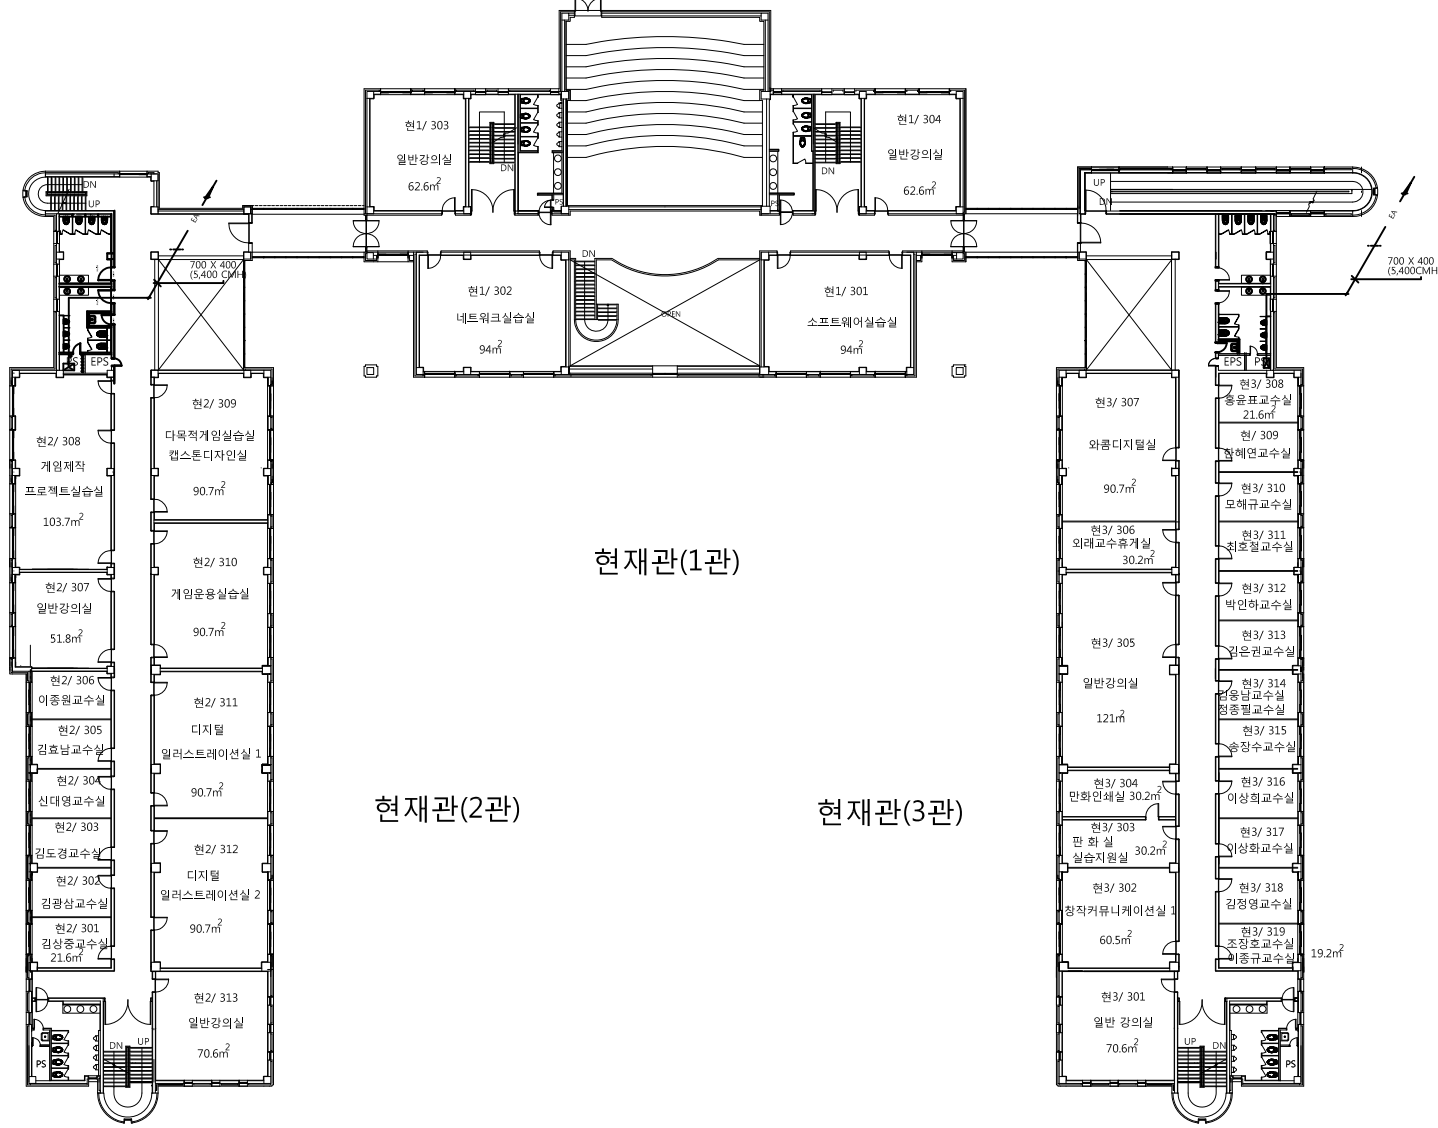 현1/ 303
일반강의실
62.6m2
DN
PS
현1/ 304
일반강의실
62.6m2
DN
PS
DN
UP
EA
700 X 400
(5,400 CMH
PS
EPS
현1/ 302
네트워크실습실
94m2
DN
OPEN
현1/ 301
소프트웨어실습실
94m2
UP
DN
EA
700 X 400
(5,400CMH
EPS
PS
현2/ 308
게임제작
프로젝트실습실
103.7m2
현2/ 307
일반강의실
51.8m2
현2/ 306
이종원교수실
현2/ 305
김효남교수실
현2/ 304
신대영교수실
현2/ 303
김도경교수실
현2/ 302
김광삼교수실
현2/ 301
김상중교수실
21.6m2
PS
DN
UP
현2/ 309
다목적게임실습실
캡스톤디자인실
90.7m2
현2/ 310
게임운용실습실
90.7m2
현2/ 311
디지털
일러스트레이션실 1
90.7m2
현2/ 312
디지털
일러스트레이션실 2
90.7m2
현2/ 313
일반강의실
70.6m2
현재관(1관)
현재관(2관)
현재관(3관)
현3/ 307
와콤디지털실
90.7m2
현3/ 306
외래교수휴게실
30.2m2
현3/ 305
일반강의실
121m2
현3/ 304
만화인쇄실 30.2m2
현3/ 303
판 화 실
실습지원실 30.2m2
현3/ 302
창작커뮤니케이션실 1
60.5m2
현3/ 301
일반 강의실
70.6m2
현3/ 308
홍윤표교수실
21.6m2
현/ 309
한혜연교수실
현3/ 310
모해규교수실
현3/ 311
최호철교수실
현3/ 312
박인하교수실
현3/ 313
김은권교수실
현3/ 314
김웅남교수실
정종필교수실
현3/ 315
송장수교수실
현3/ 316
이상희교수실
현3/ 317
이상화교수실
현3/ 318
김정영교수실
현3/ 319
조장호교수실
이종규교수실
19.2m2
UP
DN
PS